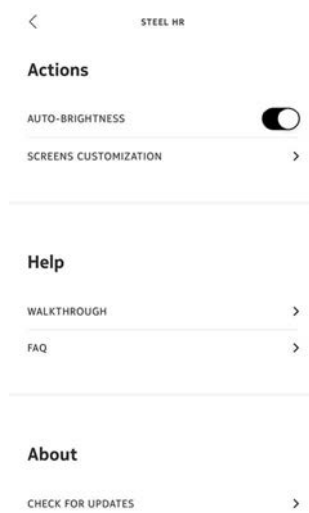 STEEL HR
Actions
AUTO-BRIGHTNESS
SCREENS CUSTOMIZATION
Help
WALKTHROUGH
FAQ
About
CHECK FOR UPDATES